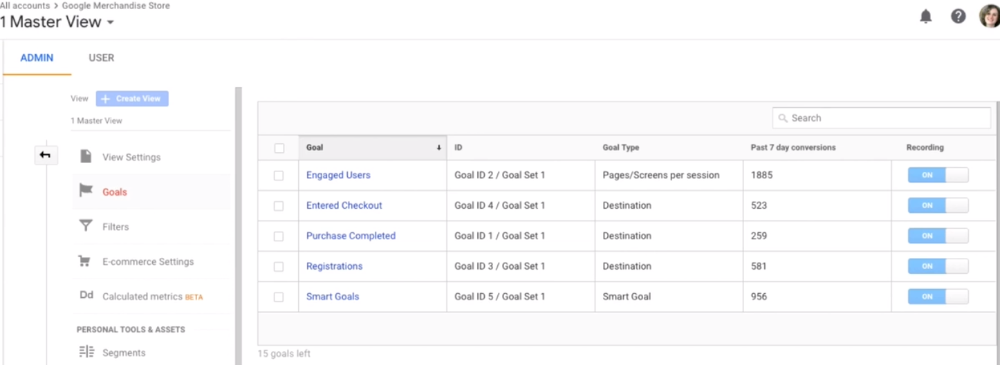 All accounts > Google Merchandise Store
1 Master View
ADMIN USER
View + Create View
1 Master View
View Settings
Goals
Filters
E-commerce Settings
Dd Calculated metrics BETA
PERSONAL TOOLS & ASSETS
Segments
Search
Goal ID Goal Type Past 7 day conversions Recording
Engaged Users Goal ID 2 / Goal Set 1 Pages/Screens per session 1885 ON
Entered Checkout Goal ID 4 / Goal Set 1 Destination 523 ON
Purchase Completed Goal ID 1 / Goal Set 1 Destination 259 ON
Registrations Goal ID 3 / Goal Set 1 Destination 581 ON
Smart Goals Goal ID 5 / Goal Set 1 Smart Goal 956 ON
15 goals left